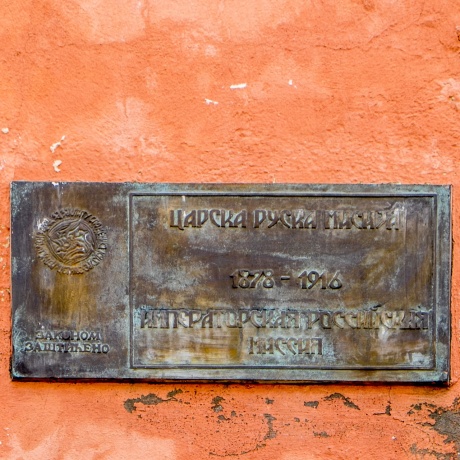 ЦАРСКА РУСКА МИСИЈА
1878 - 1916
ИМПЕРАТОРСКАЯ РОССИЙСКАЯ
МИССИЯ
ЗАКОНОМ
ЗАШТИЋЕНО